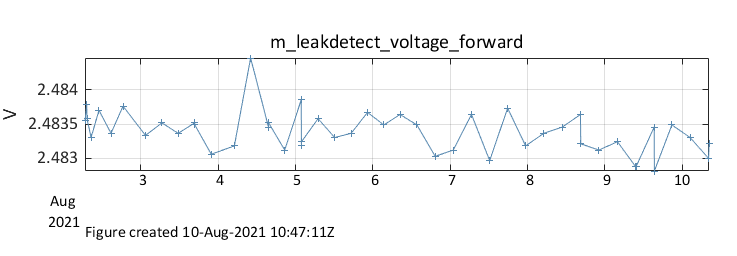 m_leakdetect_voltage_forward
V
2.484
2.4835
2.483
3 4 5 6 7 8 9 10
Aug
2021
Figure created 10-Aug-2021 10:47:11Z